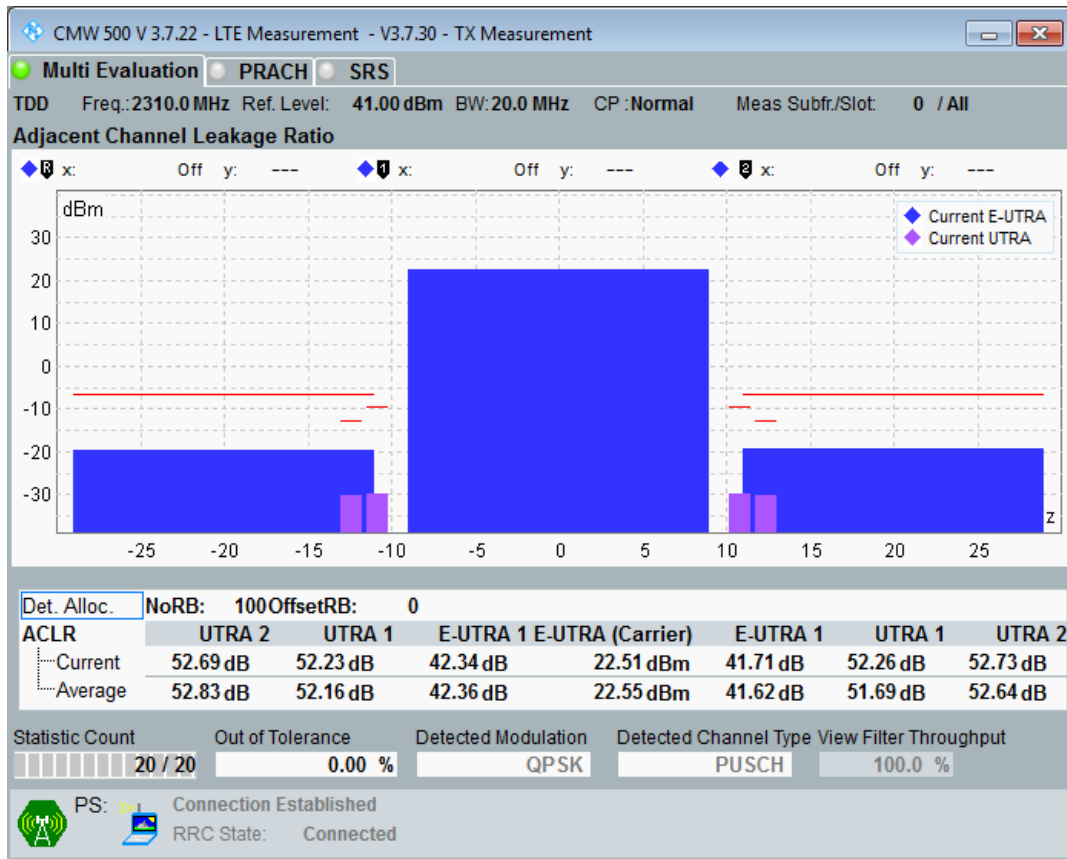 CMW 500 V 3.7.22 - LTE Measurement - V3.7.30 - TX Measurement
Multi Evaluation PRACH SRS
TDD Freq.:2310.0 MHz Ref. Level: 41.00 dBm BW:20.0 MHz CP :Normal Meas Subfr./Slot: 0 / All
Adjacent Channel Leakage Ratio
R x: Off y: --- 1 x: Off y: --- 2 x: Off y: ---
dBm
Current E-UTRA
Current UTRA
30
20
10
0
-10
-20
-30
z
-25 -20 -15 -10 -5 0 5 10 15 20 25
Det. Alloc. NoRB: 100 OffsetRB: 0
ACLR UTRA 2 UTRA 1 E-UTRA 1 E-UTRA (Carrier) E-UTRA 1 UTRA 1 UTRA 2
Current 52.69 dB 52.23 dB 42.34 dB 22.51 dBm 41.71 dB 52.26 dB 52.73 dB
Average 52.83 dB 52.16 dB 42.36 dB 22.55 dBm 41.62 dB 51.69 dB 52.64 dB
Statistic Count Out of Tolerance Detected Modulation Detected Channel Type View Filter Throughput
20 / 20 0.00 % QPSK PUSCH 100.0 %
PS: Connection Established
RRC State: Connected